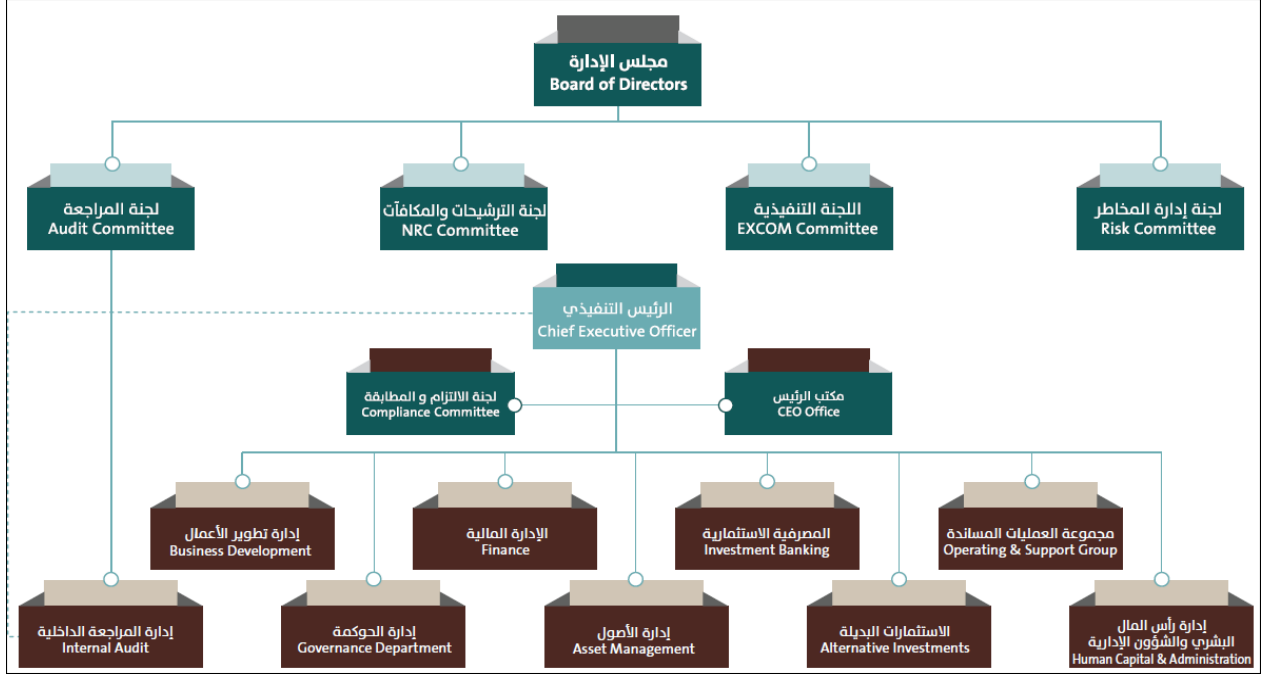 مجلس الإدارة
Board of Directors
لجنة المراجعة
Audit Committee
لجنة الترشيحات والمكافآت
NRC Committee
اللجنة التنفيذية
EXCOM Committee
لجنة إدارة المخاطر
Risk Committee
الرئيس التنفيذي
Chief Executive Officer
لجنة الالتزام و المطابقة
Compliance Committee
مكتب الرئيس
CEO Office
إدارة تطوير الأعمال
Business Development
الإدارة المالية
Finance
المصرفية الاستثمارية
Investment Banking
مجموعة العمليات المساندة
Operating & Support Group
إدارة المراجعة الداخلية
Internal Audit
إدارة الحوكمة
Governance Department
إدارة الأصول
Asset Management
الاستثمارات البديلة
Alternative Investments
إدارة رأس المال
البشري والشؤون الإدارية
Human Capital & Administration